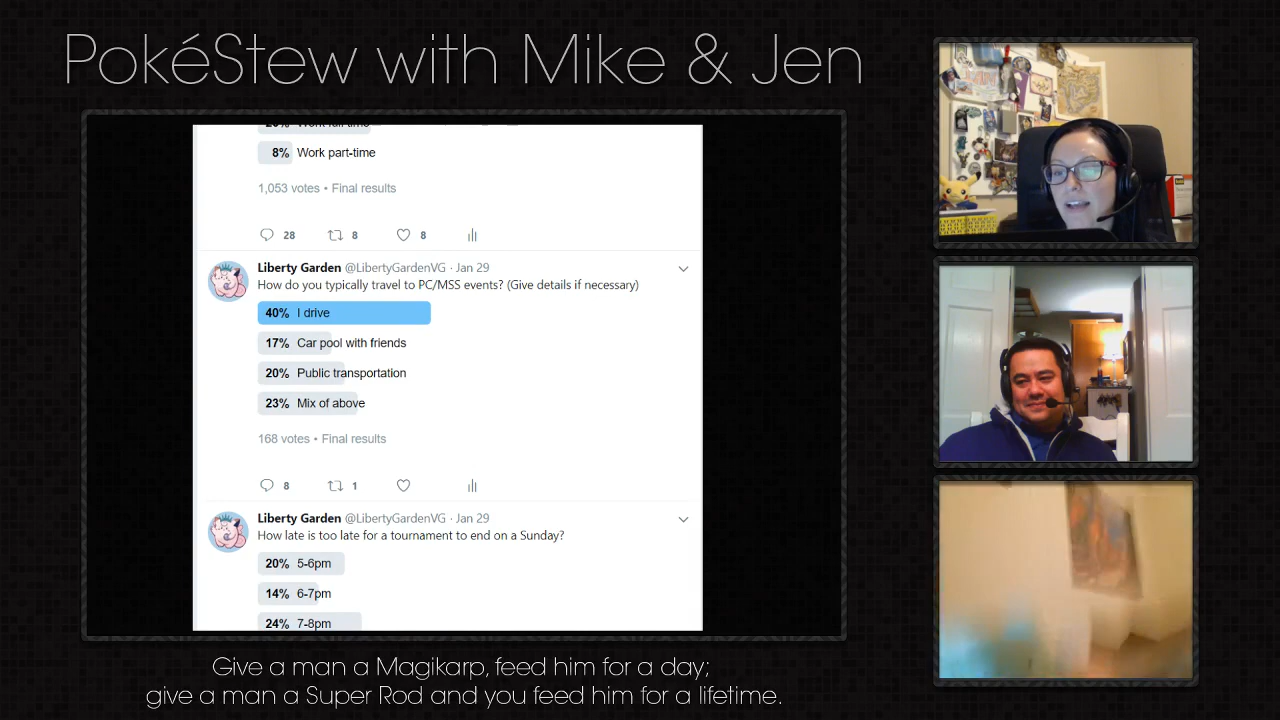 PokéStew with Mike & Jen
8% Work part-time
1,053 votes • Final results
28 8 8
Liberty Garden @LibertyGardenVG · Jan 29
How do you typically travel to PC/MSS events? (Give details if necessary)
40% I drive
17% Car pool with friends
20% Public transportation
23% Mix of above
168 votes • Final results
8 1
Liberty Garden @LibertyGardenVG · Jan 29
How late is too late for a tournament to end on a Sunday?
20% 5-6pm
14% 6-7pm
24% 7-8pm
Give a man a Magikarp, feed him for a day;
give a man a Super Rod and you feed him for a lifetime.